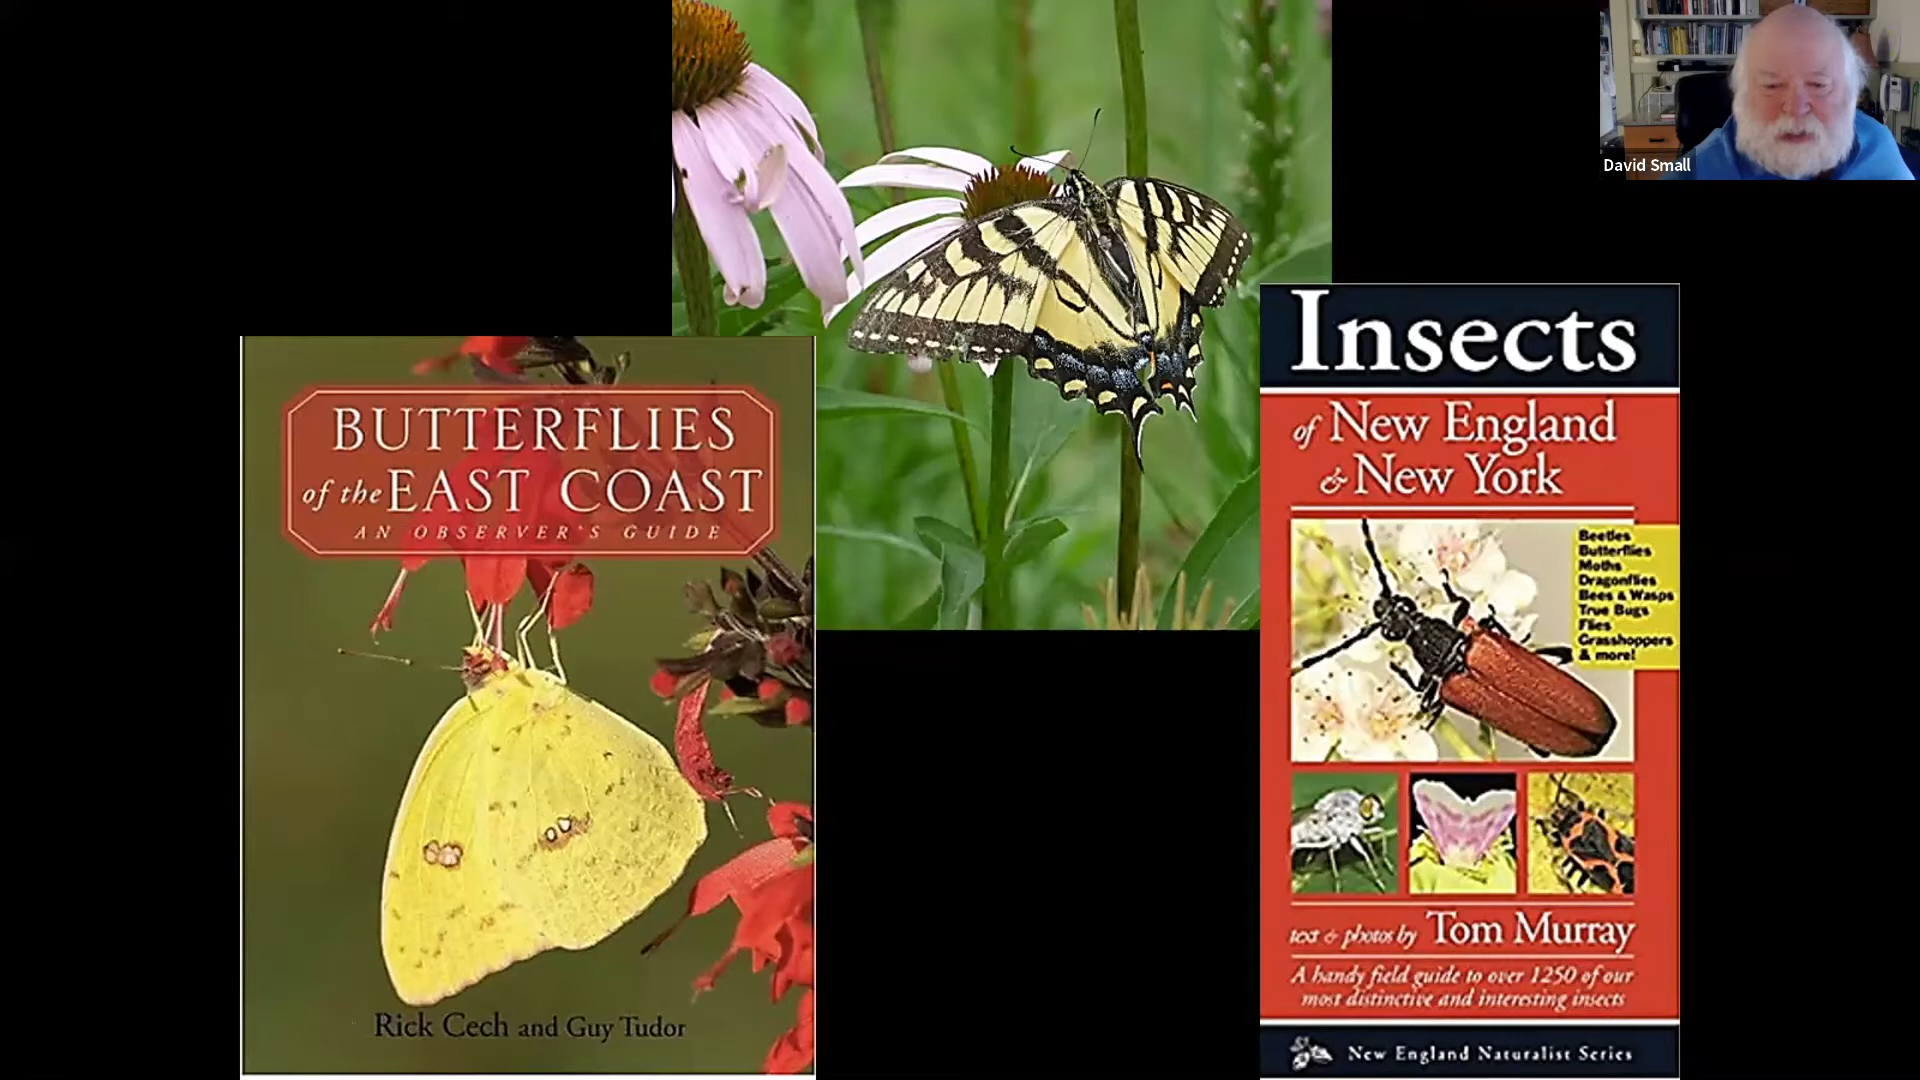 David Small
BUTTERFLIES
of the EAST COAST
AN OBSERVER'S GUIDE
Rick Cech and Guy Tudor
Insects
of New England
& New York
Beetles
Butterflies
Moths
Dragonflies
Bees & Wasps
True Bugs
Flies
Grasshoppers
& more!
text & photos by Tom Murray
A handy field guide to over 1250 of our
most distinctive and interesting insects
New England Naturalist Series